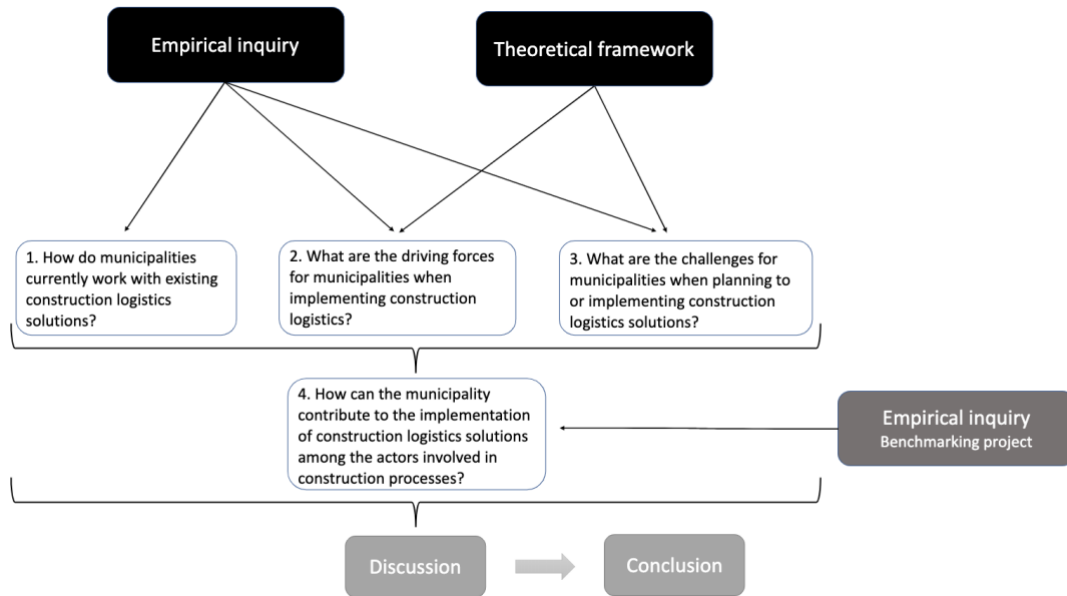 Empirical inquiry
Theoretical framework
1. How do municipalities
currently work with existing
construction logistics
solutions?
2. What are the driving forces
for municipalities when
implementing construction
logistics?
3. What are the challenges for
municipalities when planning to
or implementing construction
logistics solutions?
4. How can the municipality
contribute to the implementation
of construction logistics solutions
among the actors involved in
construction processes?
Empirical inquiry
Benchmarking project
Discussion
Conclusion